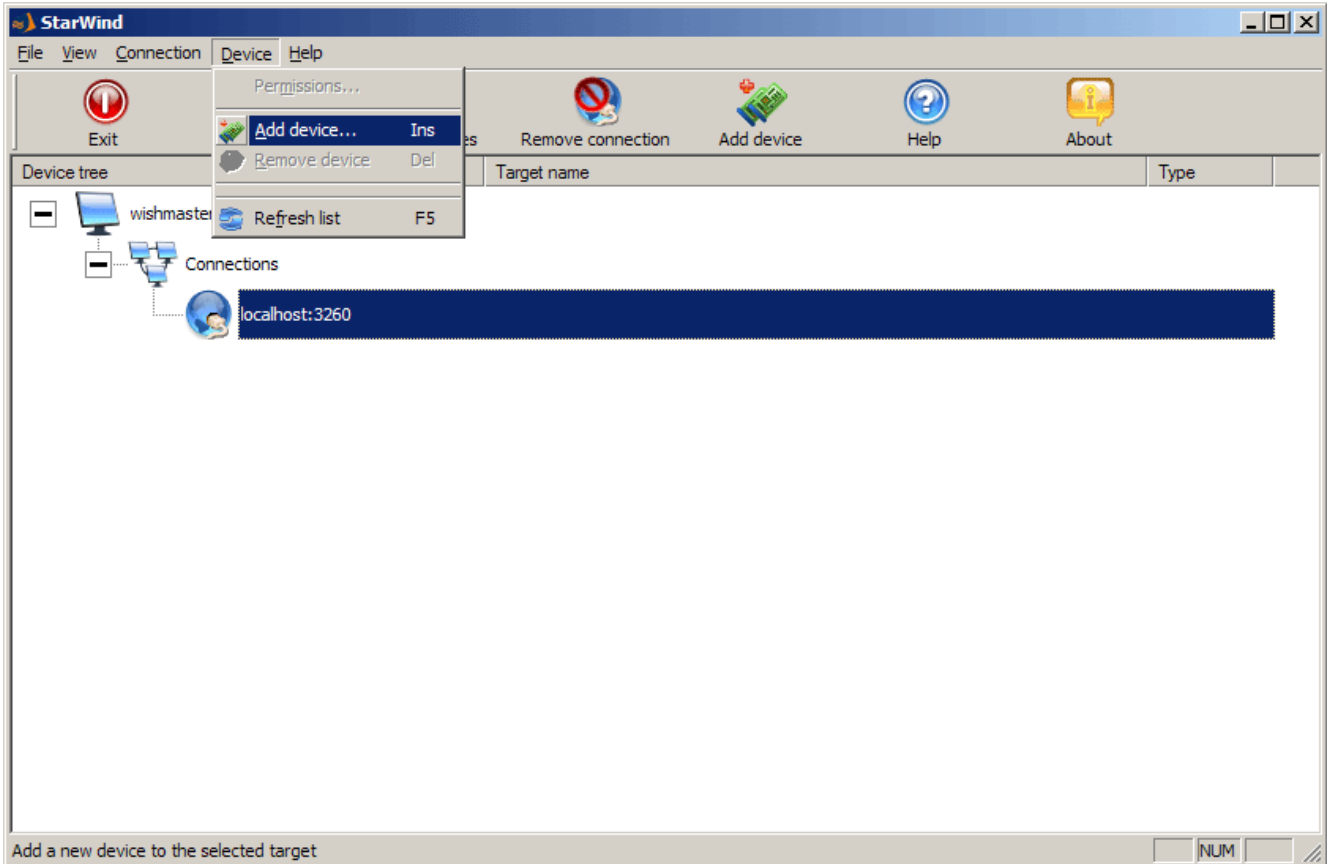 StarWind
File View Connection Device Help
Permissions...
Add device... Ins
Remove device Del
Refresh list F5
Exit
es
Remove connection
Add device
Help
About
Device tree
Target name
Type
wishmaster
Connections
localhost:3260
Add a new device to the selected target
NUM